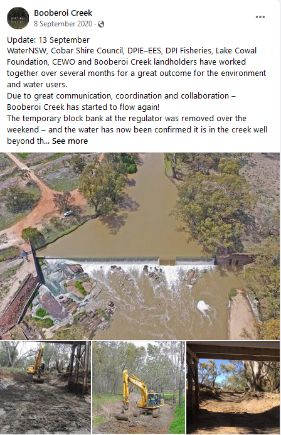 Booberoi Creek
8 September 2020 ·
Update: 13 September
WaterNSW, Cobar Shire Council, DPIE-EES, DPI Fisheries, Lake Cowal
Foundation, CEWO and Booberoi Creek landholders have worked
together over several months for a great outcome for the environment
and water users.
Due to great communication, coordination and collaboration –
Booberoi Creek has started to flow again!
The temporary block bank at the regulator was removed over the
weekend – and the water has now been confirmed it is in the creek well
beyond th... See more